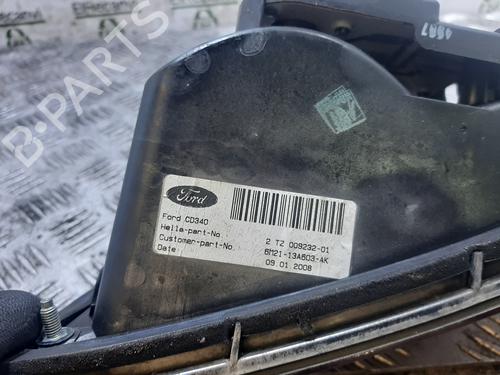 B-PARTS
Ford
Ford CD340
Hella-part-No. 2 TZ 009232-01
Customer-part-No. 6M21-13A603-AK
Date 09.01.2008